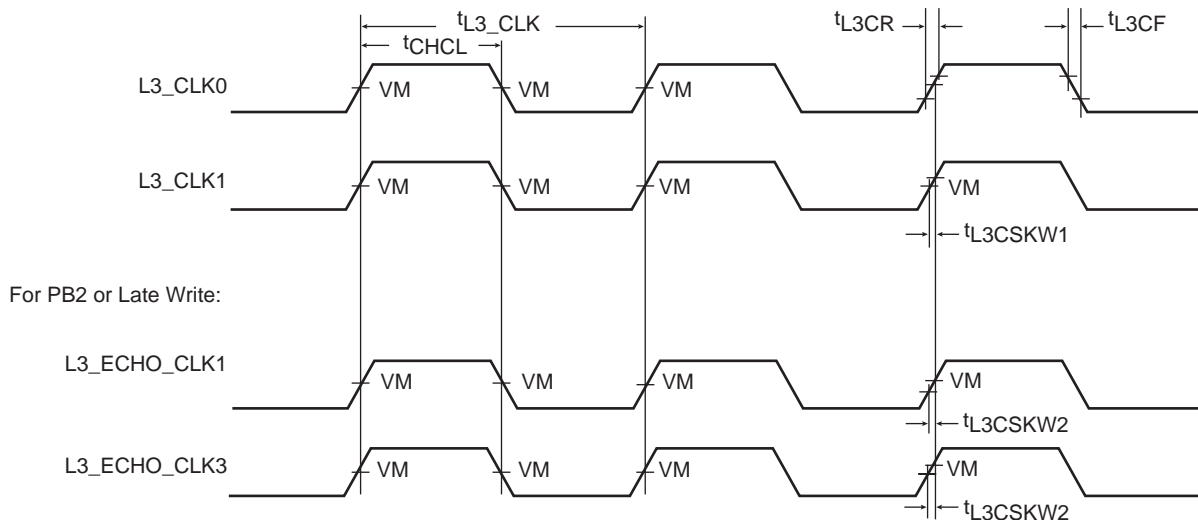 tL3_CLK
tCHCL
tL3CR
tL3CF
L3_CLK0
VM
VM
VM
L3_CLK1
VM
VM
VM
VM
tL3CSKW1
For PB2 or Late Write:
L3_ECHO_CLK1
VM
VM
VM
VM
tL3CSKW2
L3_ECHO_CLK3
VM
VM
VM
VM
tL3CSKW2